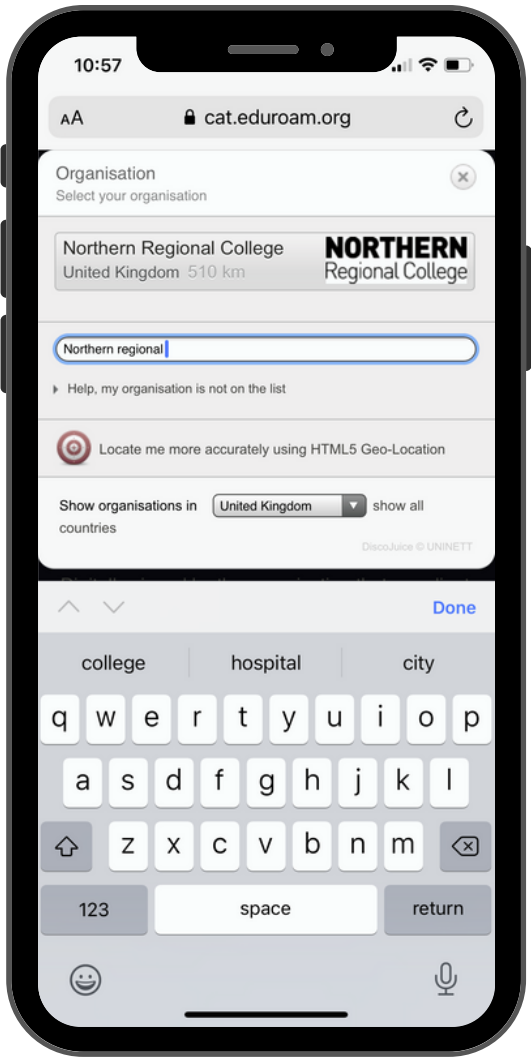 10:57
AA cat.eduroam.org
Organisation
Select your organisation
Northern Regional College
United Kingdom 510 km
NORTHERN
Regional College
Northern regional
Help, my organisation is not on the list
Locate me more accurately using HTML5 Geo-Location
Show organisations in United Kingdom show all
countries
DiscoJuice © UNINETT
Done
college hospital city
q w e r t y u i o p
a s d f g h j k l
z x c v b n m
123 space return